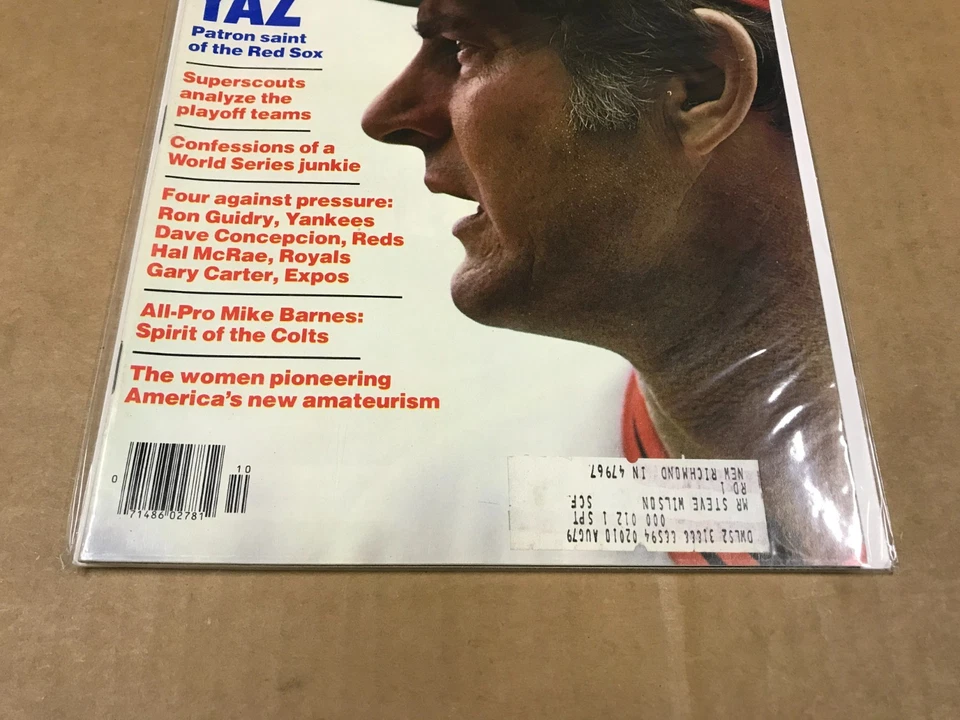 YAZ
Patron saint
of the Red Sox
Superscouts
analyze the
playoff teams
Confessions of a
World Series junkie
Four against pressure:
Ron Guidry, Yankees
Dave Concepcion, Reds
Hal McRae, Royals
Gary Carter, Expos
All-Pro Mike Barnes:
Spirit of the Colts
The women pioneering
America's new amateurism
0
10
71486 02781
02010 AUG79
000 012 1 SPT
MR STEVE WILSON SCF
RD 1
NEW RICHMOND IN 47967